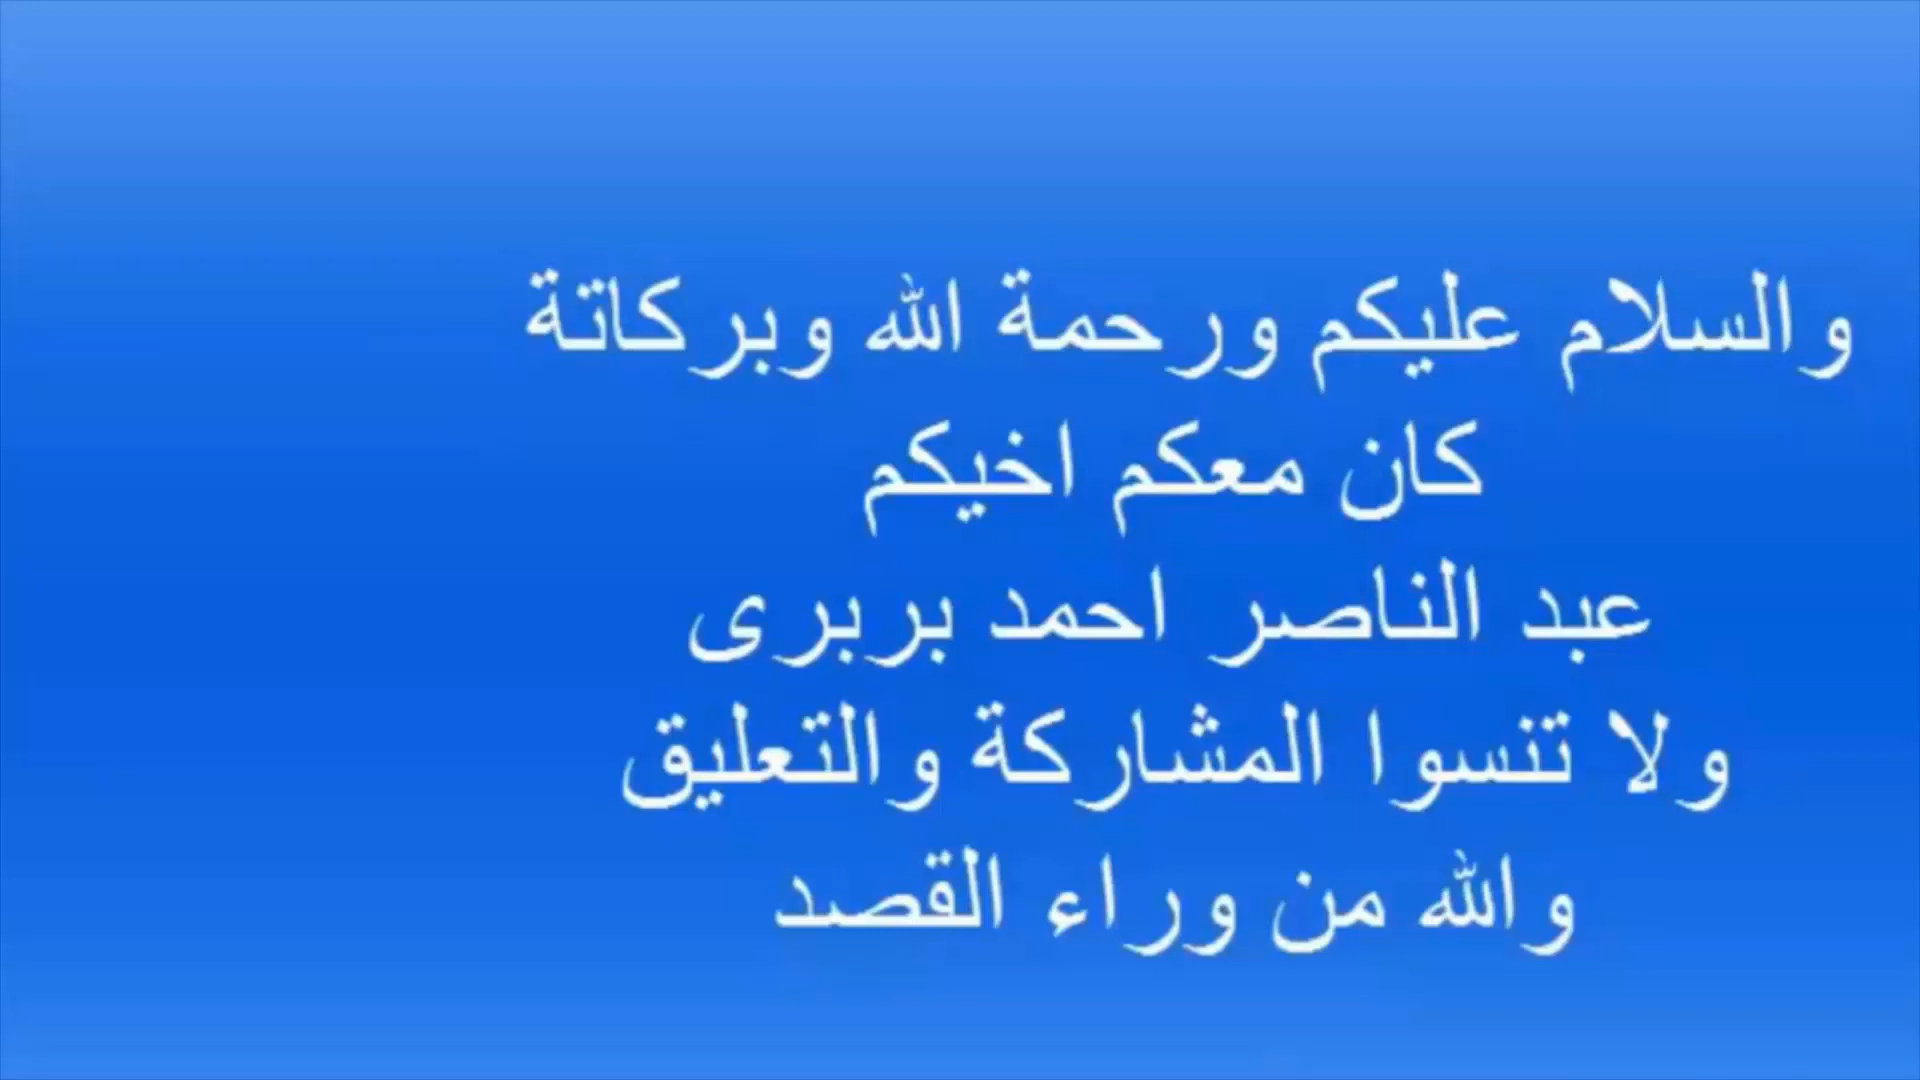 والسلام عليكم ورحمة الله وبركاتة
كان معكم اخيكم
عبد الناصر احمد بربرى
ولا تنسوا المشاركة والتعليق
والله من وراء القصد